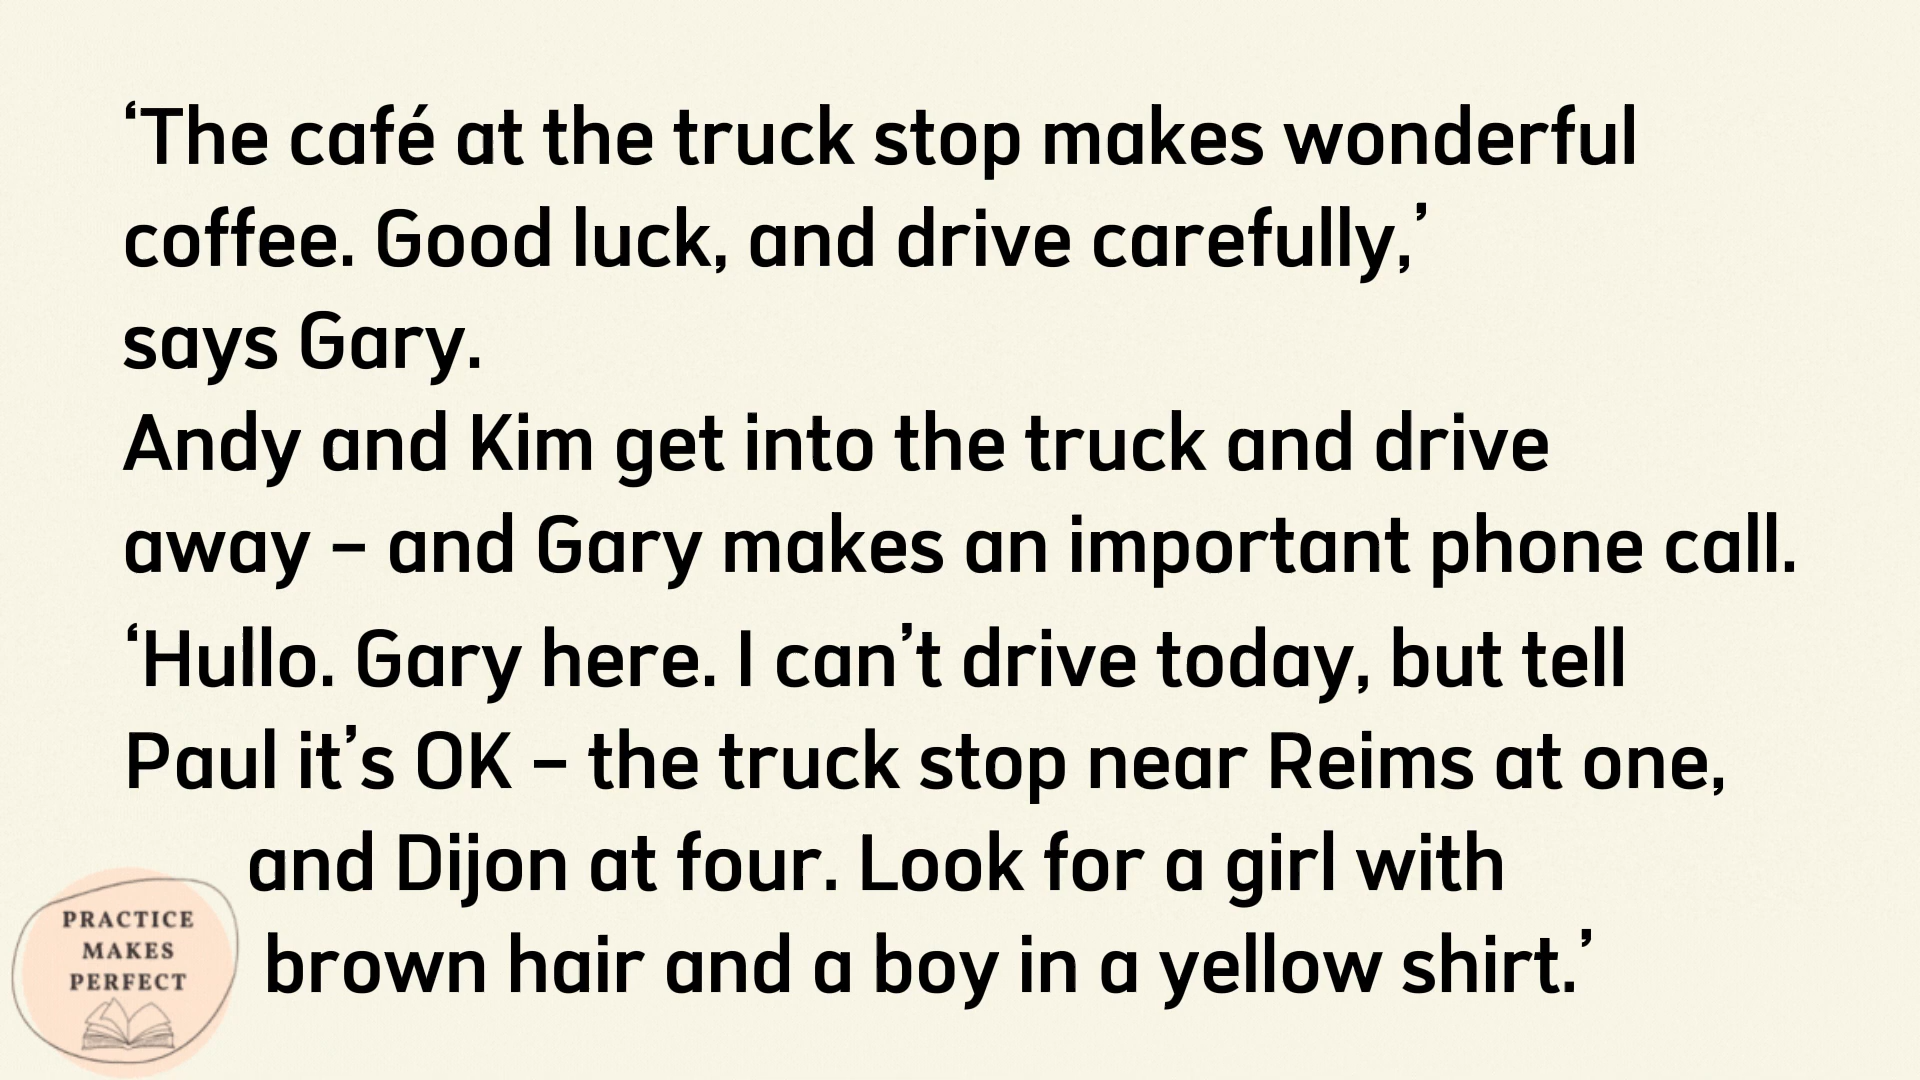 ‘The café at the truck stop makes wonderful
coffee. Good luck, and drive carefully,’
says Gary.
Andy and Kim get into the truck and drive
away – and Gary makes an important phone call.
‘Hullo. Gary here. I can’t drive today, but tell
Paul it’s OK – the truck stop near Reims at one,
and Dijon at four. Look for a girl with
brown hair and a boy in a yellow shirt.’
PRACTICE
MAKES
PERFECT